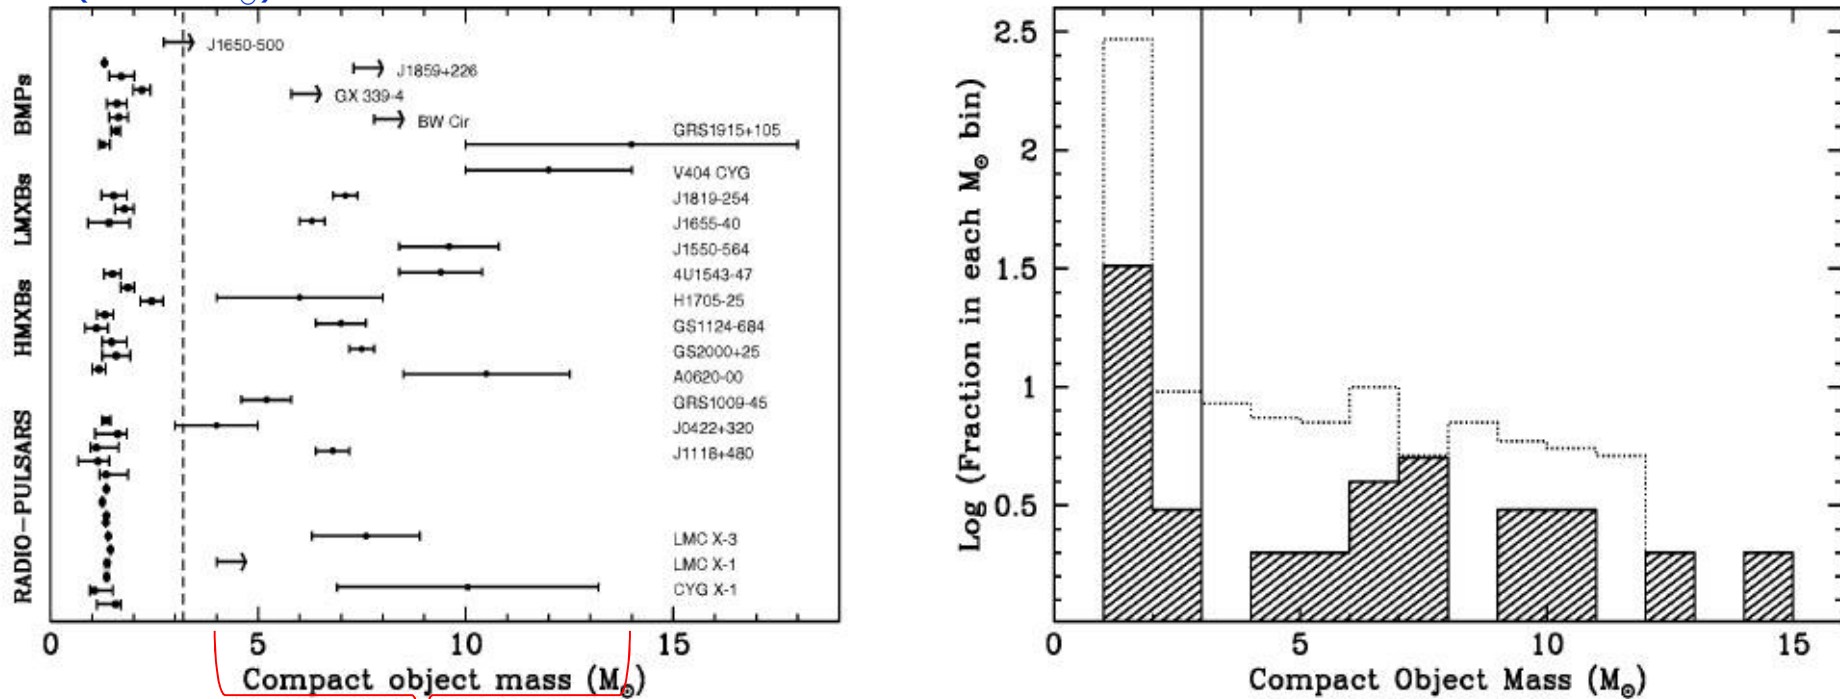 J1650-500
J1859+226
GX 339-4
BW Cir
GRS1915+105
V404 CYG
J1819-254
J1655-40
J1550-564
4U1543-47
H1705-25
GS1124-684
GS2000+25
A0620-00
GRS1009-45
J0422+320
J1118+480
LMC X-3
LMC X-1
CYG X-1
BMPs
LMXBs
HMXBs
RADIO-PULSARS
0 5 10 15
Compact object mass (M⊙)
Log (Fraction in each M⊙ bin)
2.5
2
1.5
1
0.5
0 5 10 15
Compact Object Mass (M⊙)